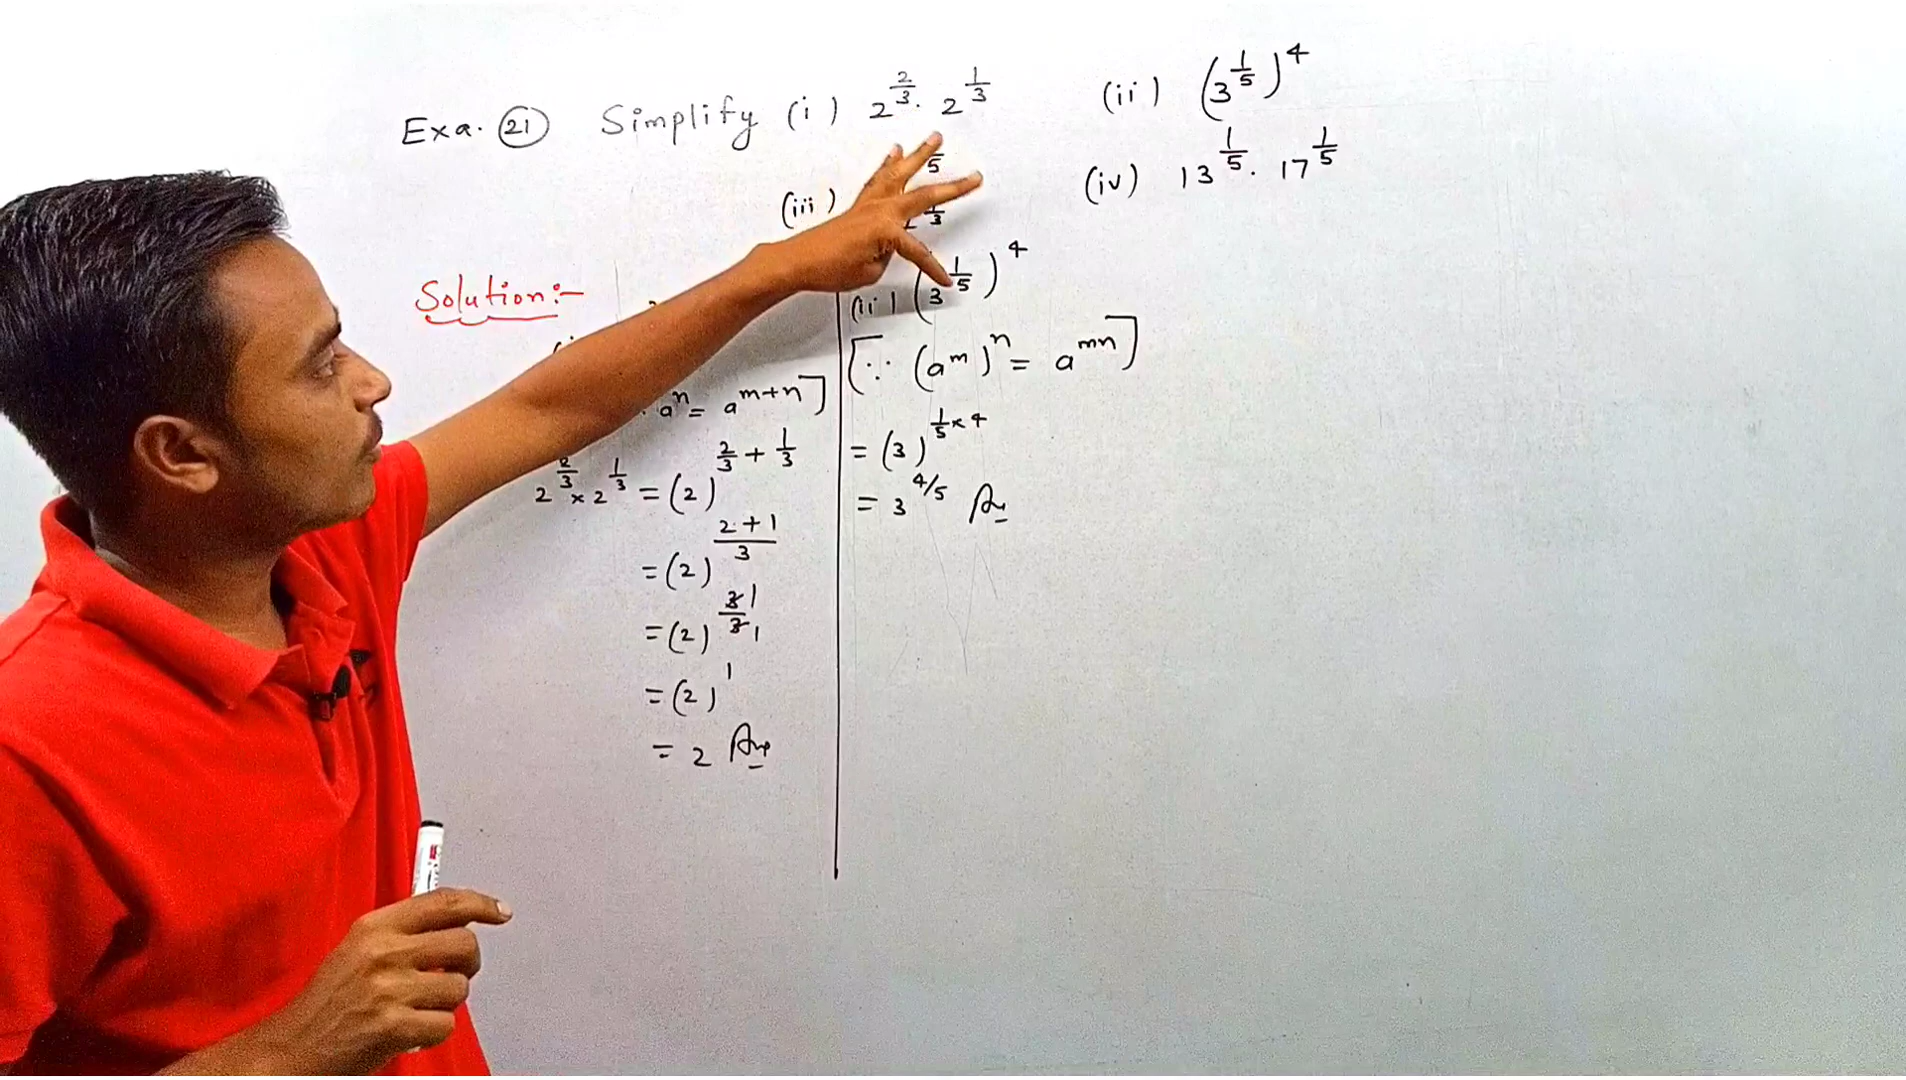 Exa. (21) Simplify (i) 2^(2/3) . 2^(1/3) (ii) (3^(1/5))^4
(iii) (iv) 13^(1/5) . 17^(1/5)
Solution:-
(ii) (3^(1/5))^4
a^n = a^(m+n)] [∵ (a^m)^n = a^(mn)]
2^(2/3) × 2^(1/3) = (2)^(2/3 + 1/3)
= (2)^((2+1)/3)
= (2)^(3/3) 1 1
= (2)^1
= 2 Ans
= (3)^(1/5 × 4)
= 3^(4/5) An